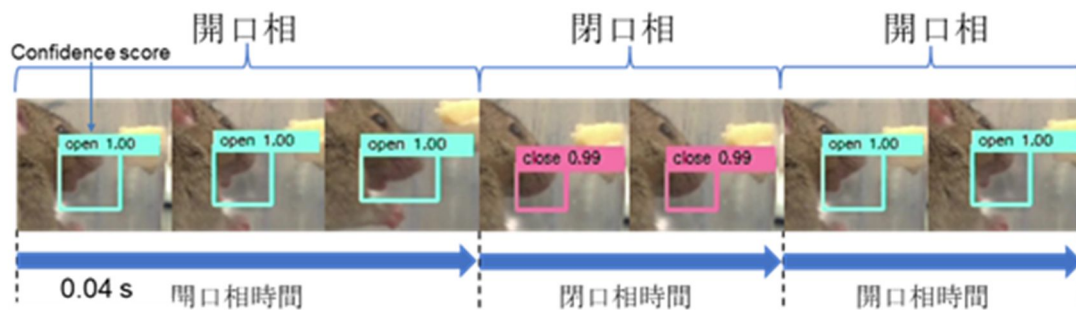 開口相
閉口相
開口相
Confidence score
open 1.00
open 1.00
open 1.00
close 0.99
close 0.99
open 1.00
open 1.00
0.04 s
開口相時間
閉口相時間
開口相時間